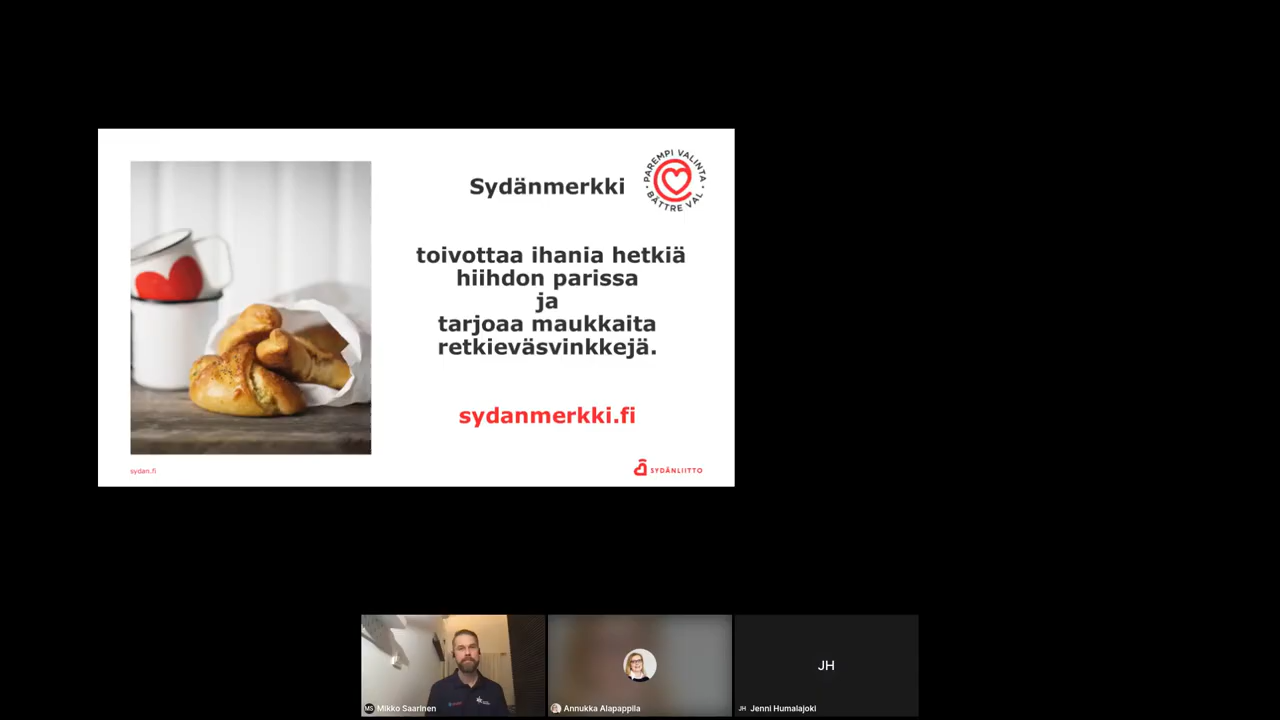 Sydänmerkki
PAREMPI VALINTA
BÄTTRE VAL
toivottaa ihania hetkiä
hiihdon parissa
ja
tarjoaa maukkaita
retkieväsvinkkejä.
sydanmerkki.fi
sydan.fi
SYDÄNLIITTO
JH
MS Mikko Saarinen
Annukka Alapappila
JH Jenni Humalajoki